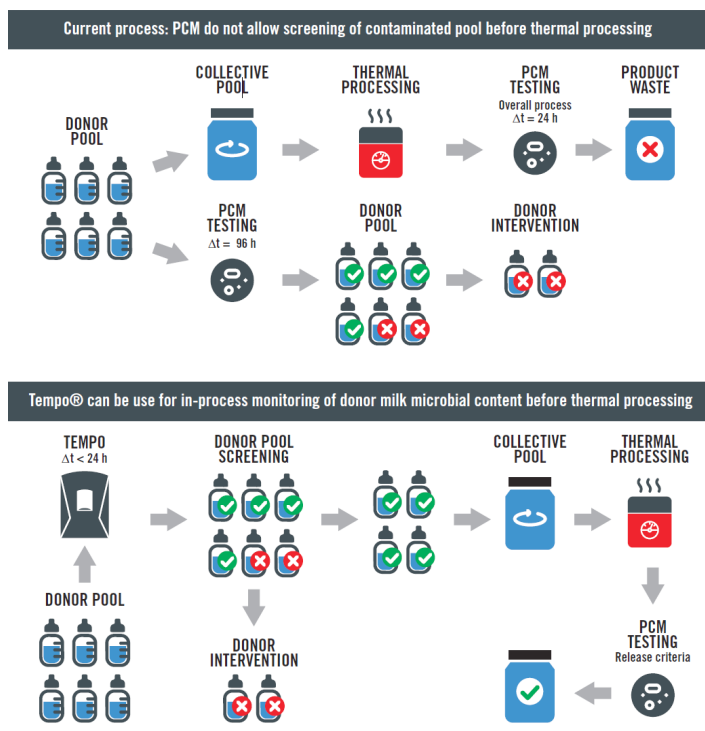 Current process: PCM do not allow screening of contaminated pool before thermal processing
DONOR
POOL
COLLECTIVE
POOL
THERMAL
PROCESSING
PCM
TESTING
Overall process
Δt = 24 h
PRODUCT
WASTE
PCM
TESTING
Δt = 96 h
DONOR
POOL
DONOR
INTERVENTION
Tempo® can be use for in-process monitoring of donor milk microbial content before thermal processing
TEMPO
Δt < 24 h
DONOR POOL
SCREENING
COLLECTIVE
POOL
THERMAL
PROCESSING
DONOR POOL
DONOR
INTERVENTION
PCM
TESTING
Release criteria